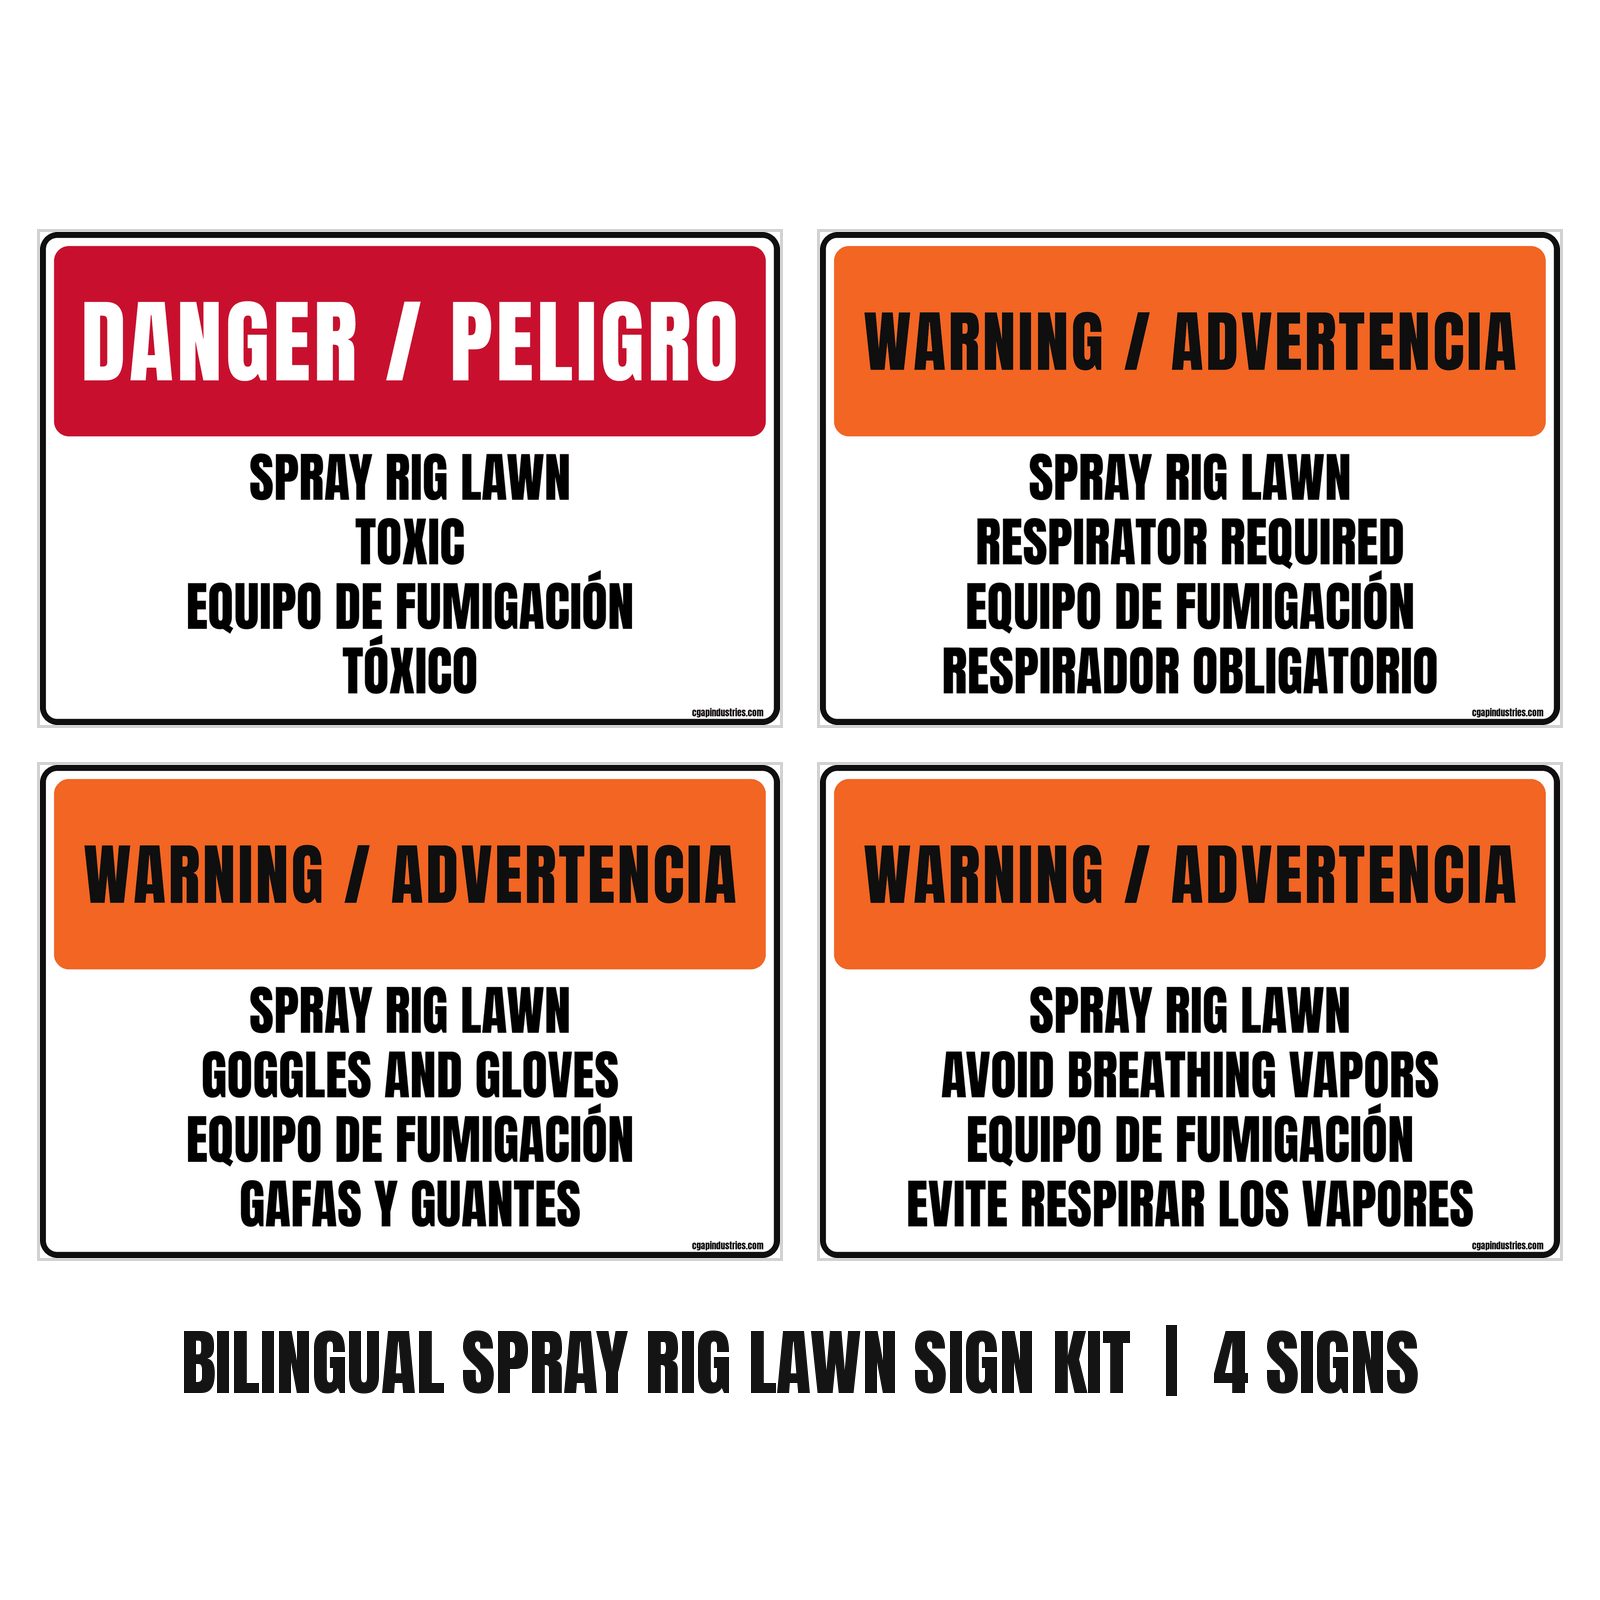 DANGER / PELIGRO
SPRAY RIG LAWN
TOXIC
EQUIPO DE FUMIGACIÓN
TÓXICO
cgapindustries.com
WARNING / ADVERTENCIA
SPRAY RIG LAWN
RESPIRATOR REQUIRED
EQUIPO DE FUMIGACIÓN
RESPIRADOR OBLIGATORIO
cgapindustries.com
WARNING / ADVERTENCIA
SPRAY RIG LAWN
GOGGLES AND GLOVES
EQUIPO DE FUMIGACIÓN
GAFAS Y GUANTES
cgapindustries.com
WARNING / ADVERTENCIA
SPRAY RIG LAWN
AVOID BREATHING VAPORS
EQUIPO DE FUMIGACIÓN
EVITE RESPIRAR LOS VAPORES
cgapindustries.com
BILINGUAL SPRAY RIG LAWN SIGN KIT | 4 SIGNS